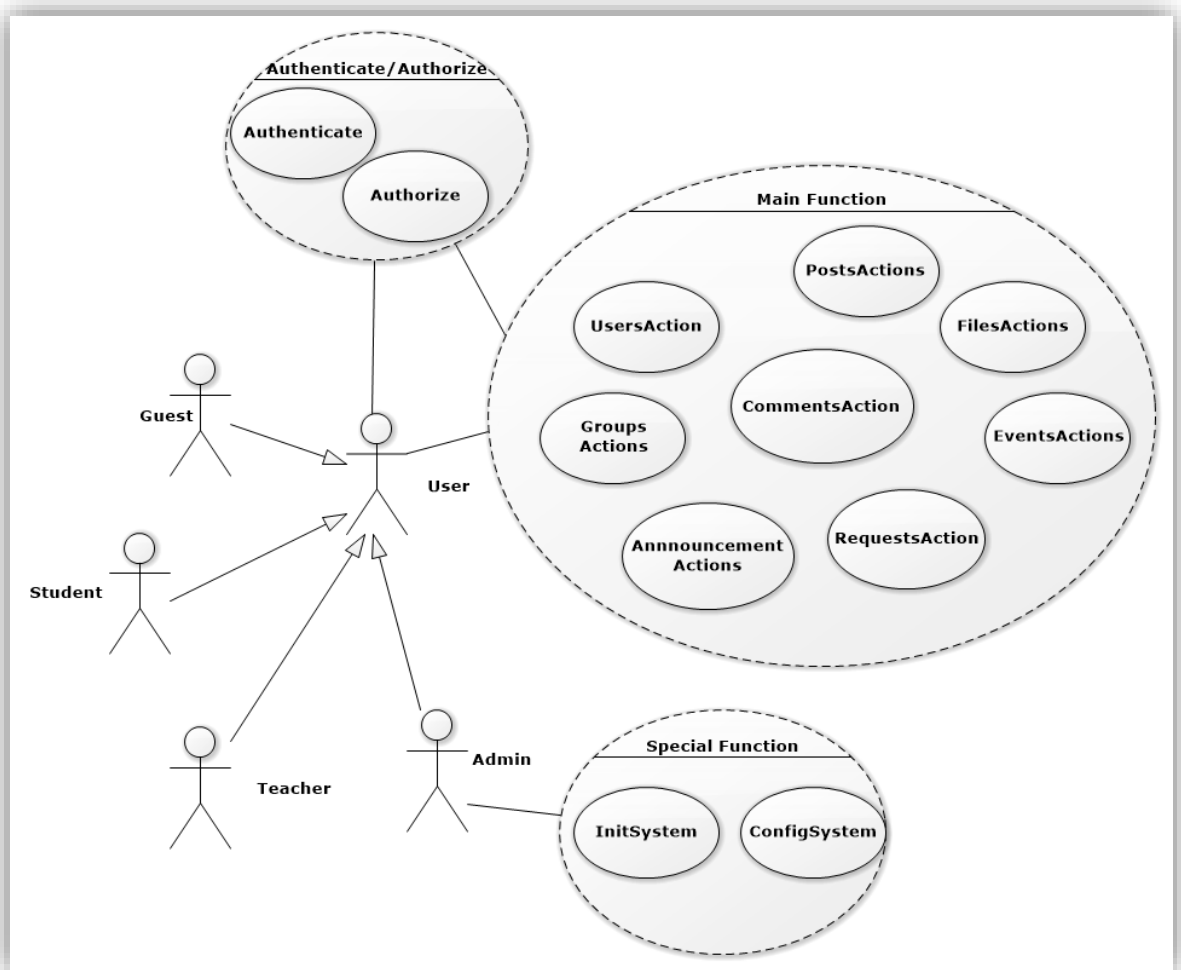 Authenticate/Authorize
Authenticate
Authorize
Main Function
PostsActions
UsersAction
FilesActions
CommentsAction
Groups
Actions
EventsActions
Annnouncement
Actions
RequestsAction
Guest
User
Student
Teacher
Admin
Special Function
InitSystem
ConfigSystem